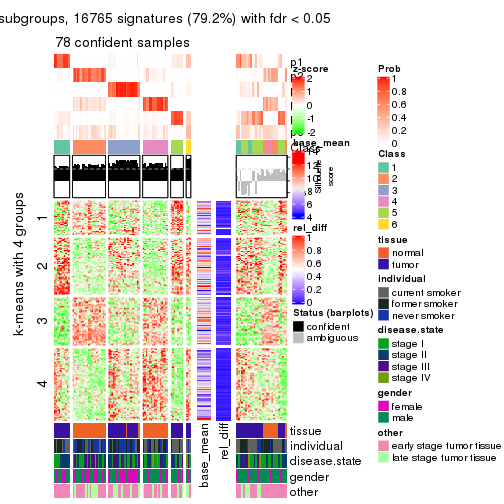 subgroups, 16765 signatures (79.2%) with fdr < 0.05
78 confident samples
p1
z-score
2
1
0
-1
-2
base_mean
14
6
4
silhouette
score
rel_diff
1
0.8
0.6
0.4
0.2
0
Status (barplots)
confident
ambiguous
Prob
1
0.8
0.6
0.4
0.2
0
Class
1
2
3
4
5
6
tissue
normal
tumor
individual
current smoker
former smoker
never smoker
disease.state
stage I
stage II
stage III
stage IV
gender
female
male
other
early stage tumor tissue
late stage tumor tissue
k-means with 4 groups
1
2
3
4
tissue
individual
disease.state
gender
other
base_mean
rel_diff